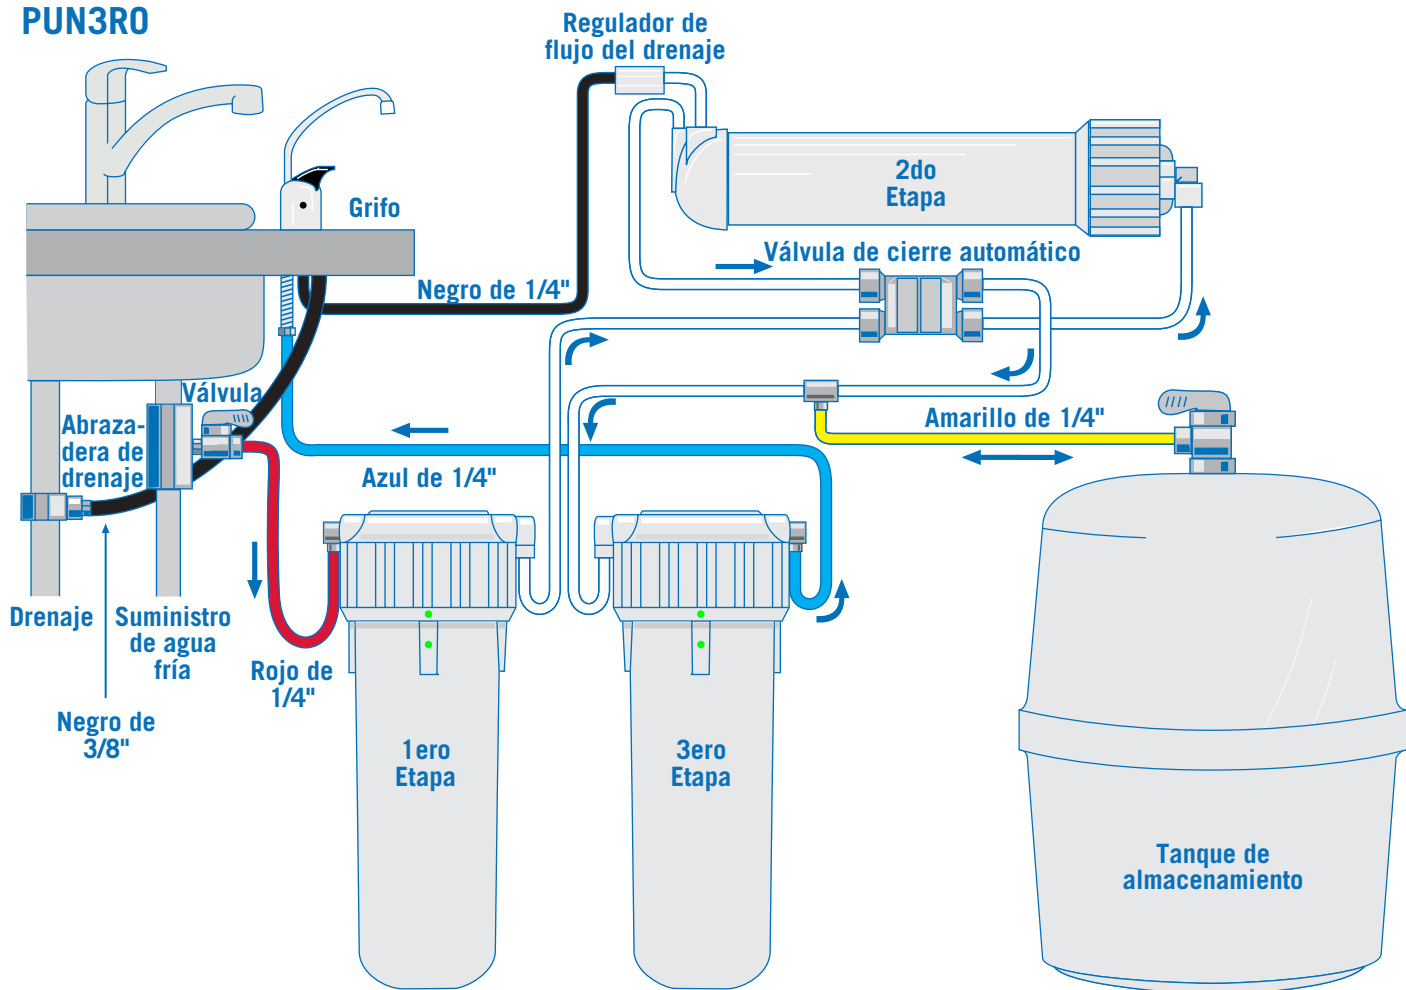 PUN3RO
Regulador de
flujo del drenaje
2do
Etapa
Grifo
Válvula de cierre automático
Negro de 1/4"
Válvula
Abraza-
dera de
drenaje
Amarillo de 1/4"
Azul de 1/4"
Drenaje
Suministro
de agua
fría
Rojo de
1/4"
Negro de
3/8"
1ero
Etapa
3ero
Etapa
Tanque de
almacenamiento